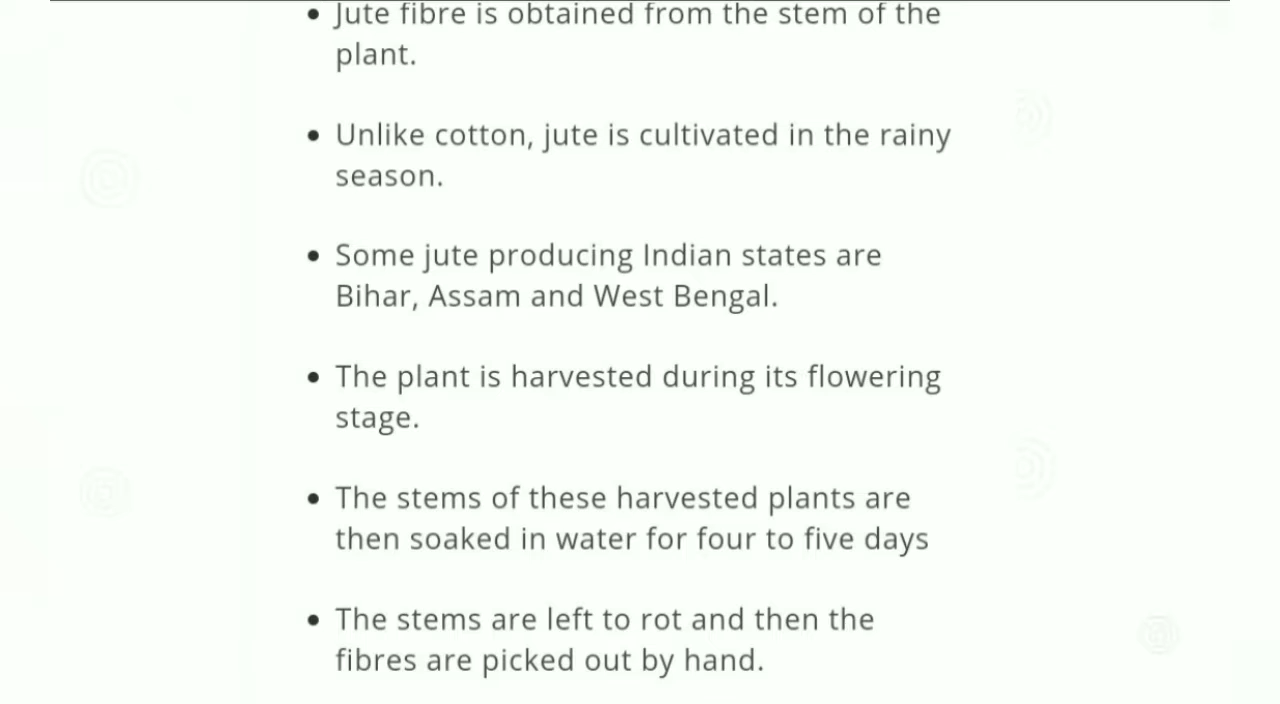 • Jute fibre is obtained from the stem of the
plant.
• Unlike cotton, jute is cultivated in the rainy
season.
• Some jute producing Indian states are
Bihar, Assam and West Bengal.
• The plant is harvested during its flowering
stage.
• The stems of these harvested plants are
then soaked in water for four to five days
• The stems are left to rot and then the
fibres are picked out by hand.